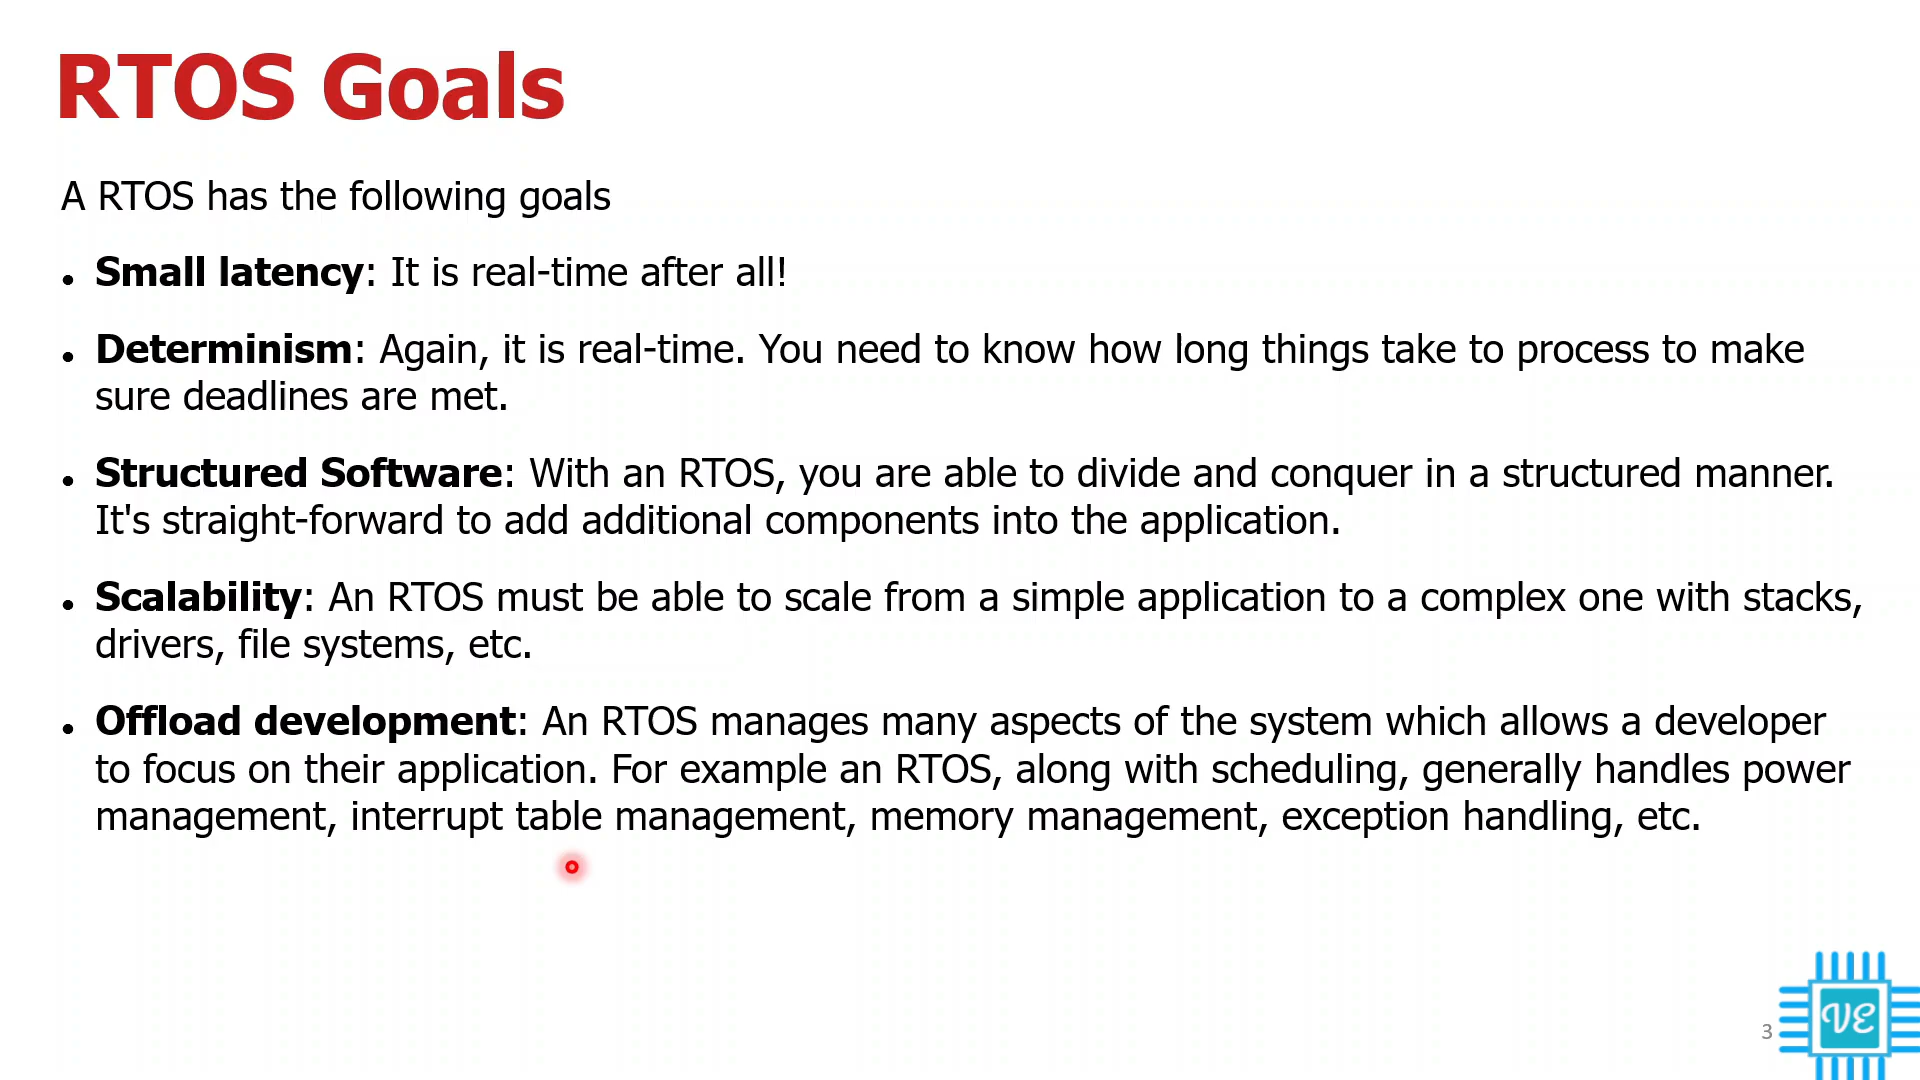 RTOS Goals
A RTOS has the following goals
• Small latency: It is real-time after all!
• Determinism: Again, it is real-time. You need to know how long things take to process to make
sure deadlines are met.
• Structured Software: With an RTOS, you are able to divide and conquer in a structured manner.
It's straight-forward to add additional components into the application.
• Scalability: An RTOS must be able to scale from a simple application to a complex one with stacks,
drivers, file systems, etc.
• Offload development: An RTOS manages many aspects of the system which allows a developer
to focus on their application. For example an RTOS, along with scheduling, generally handles power
management, interrupt table management, memory management, exception handling, etc.
3
VE